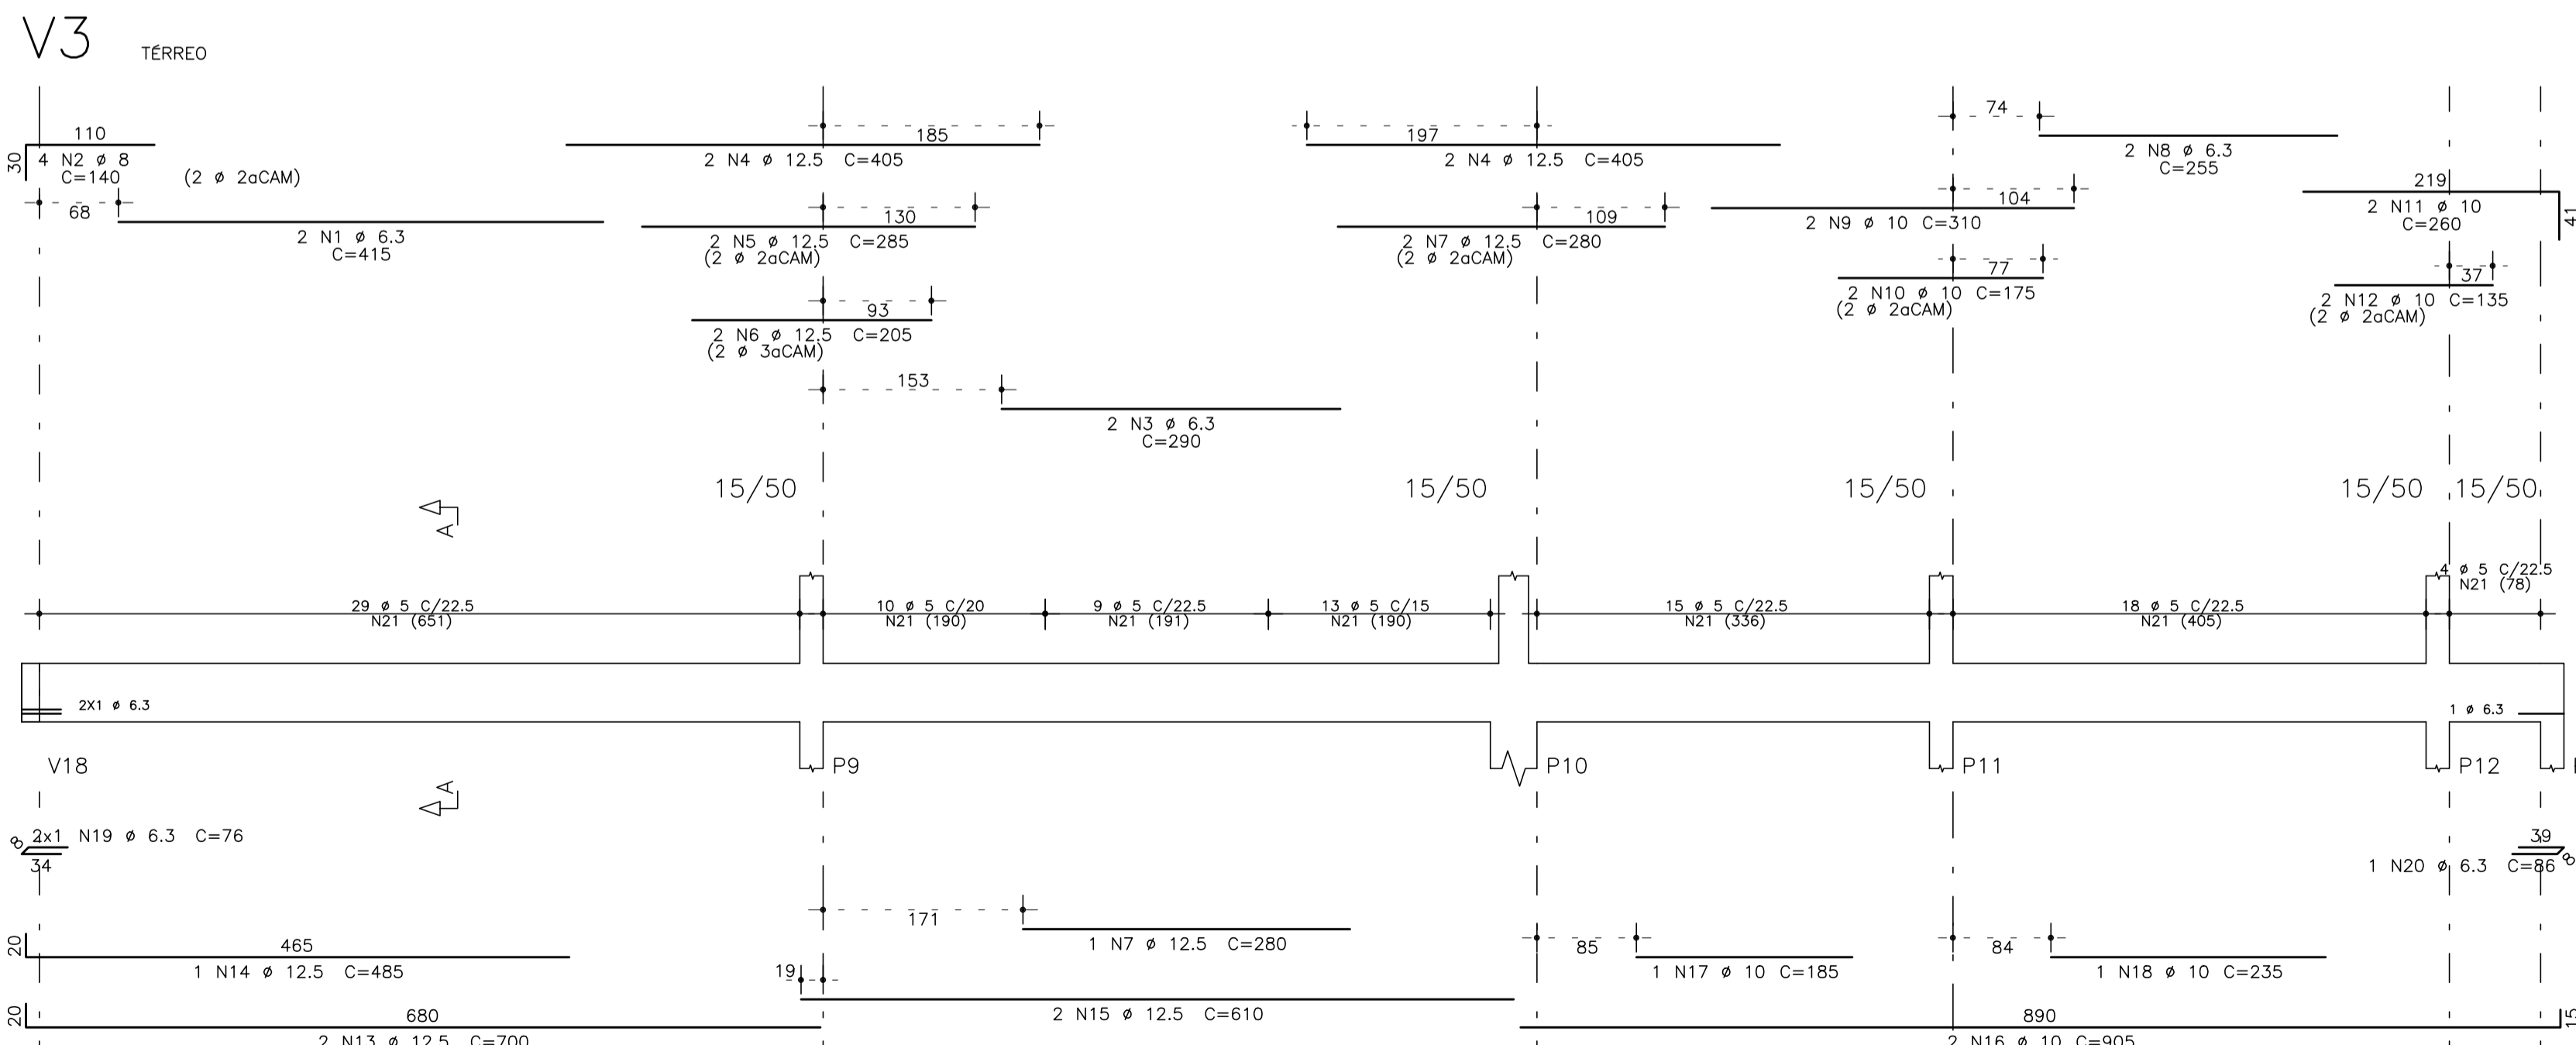 V3 TÉRREO
74
110
185
197
30
4 N2 ø 8
C=140
(2 ø 2aCAM)
2 N4 ø 12.5 C=405
2 N4 ø 12.5 C=405
2 N8 ø 6.3
C=255
219
41
68
130
109
104
2 N11 ø 10
C=260
2 N1 ø 6.3
C=415
2 N5 ø 12.5 C=285
(2 ø 2aCAM)
2 N7 ø 12.5 C=280
(2 ø 2aCAM)
2 N9 ø 10 C=310
77
37
2 N10 ø 10 C=175
(2 ø 2aCAM)
2 N12 ø 10 C=135
(2 ø 2aCAM)
93
2 N6 ø 12.5 C=205
(2 ø 3aCAM)
153
2 N3 ø 6.3
C=290
15/50
15/50
15/50
15/50
15/50
A
29 ø 5 C/22.5
N21 (651)
10 ø 5 C/20
N21 (190)
9 ø 5 C/22.5
N21 (191)
13 ø 5 C/15
N21 (190)
15 ø 5 C/22.5
N21 (336)
18 ø 5 C/22.5
N21 (405)
4 ø 5 C/22.5
N21 (78)
2X1 ø 6.3
1 ø 6.3
V18
P9
P10
P11
P12
A
8
2x1 N19 ø 6.3 C=76
34
39
1 N20 ø 6.3 C=86
8
171
85
84
20
465
1 N14 ø 12.5 C=485
1 N7 ø 12.5 C=280
1 N17 ø 10 C=185
1 N18 ø 10 C=235
19
2 N15 ø 12.5 C=610
20
680
2 N13 ø 12.5 C=700
890
2 N16 ø 10 C=905
15